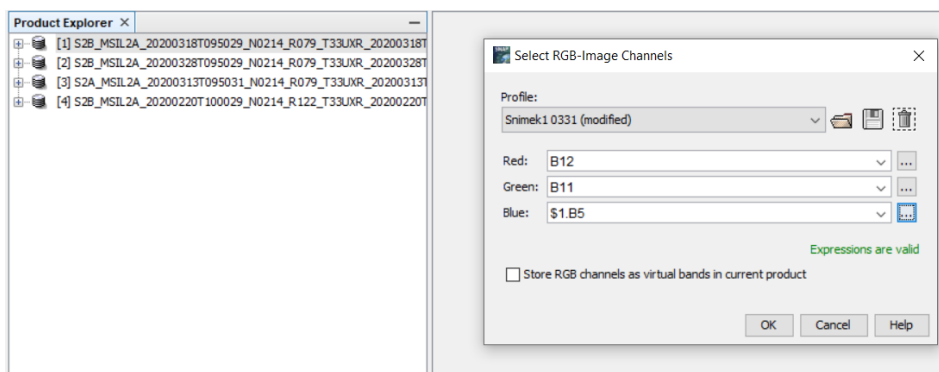 Product Explorer ×
[1] S2B_MSIL2A_20200318T095029_N0214_R079_T33UXR_20200318T
[2] S2B_MSIL2A_20200328T095029_N0214_R079_T33UXR_20200328T
[3] S2A_MSIL2A_20200313T095031_N0214_R079_T33UXR_20200313T
[4] S2B_MSIL2A_20200220T100029_N0214_R122_T33UXR_20200220T
Select RGB-Image Channels
Profile:
Snimek1 0331 (modified)
Red: B12 ...
Green: B11 ...
Blue: $1.B5 ...
Expressions are valid
Store RGB channels as virtual bands in current product
OK Cancel Help